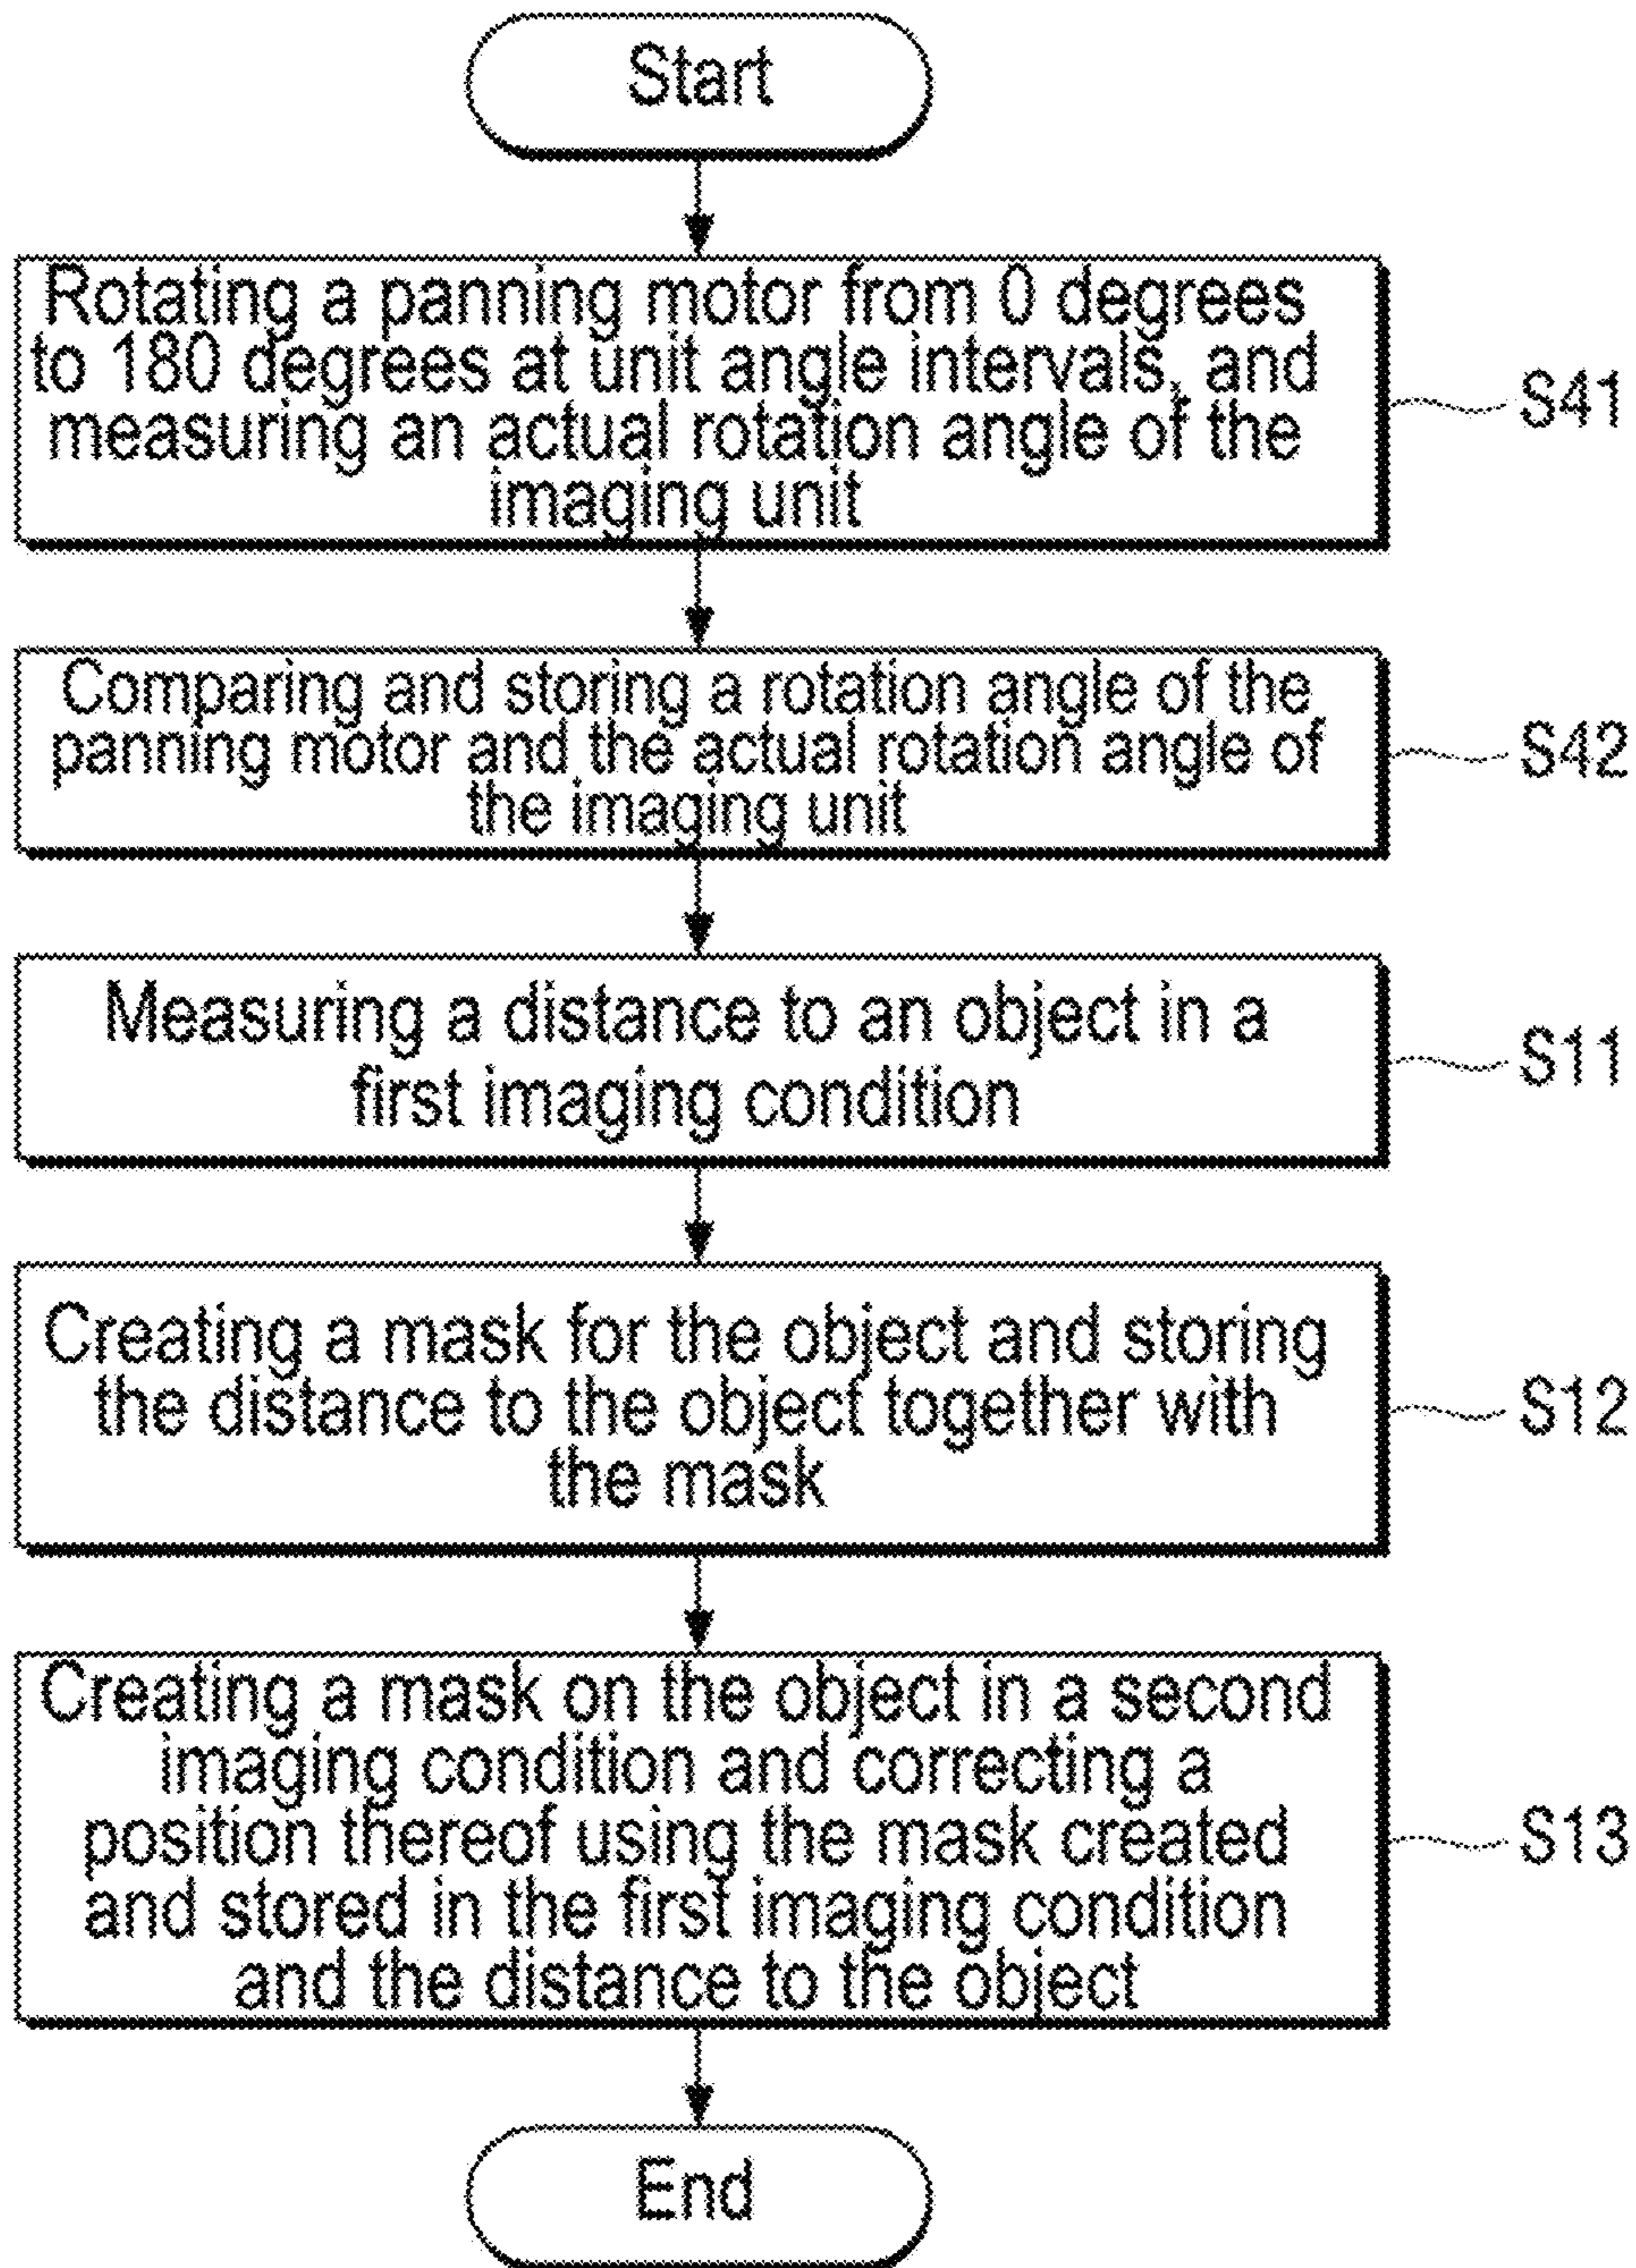 Start
Rotating a panning motor from 0 degrees
to 180 degrees at unit angle intervals, and
measuring an actual rotation angle of the
imaging unit
S41
Comparing and storing a rotation angle of the
panning motor and the actual rotation angle of
the imaging unit
S42
Measuring a distance to an object in a
first imaging condition
S11
Creating a mask for the object and storing
the distance to the object together with
the mask
S12
Creating a mask on the object in a second
imaging condition and correcting a
position thereof using the mask created
and stored in the first imaging condition
and the distance to the object
S13
End